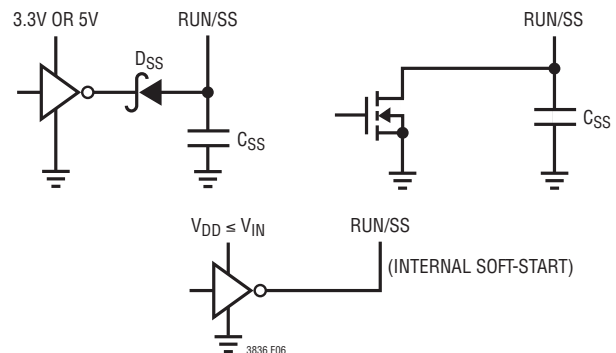 3.3V OR 5V
RUN/SS
DSS
CSS
RUN/SS
CSS
VDD ≤ VIN
RUN/SS
(INTERNAL SOFT-START)
3836 F06